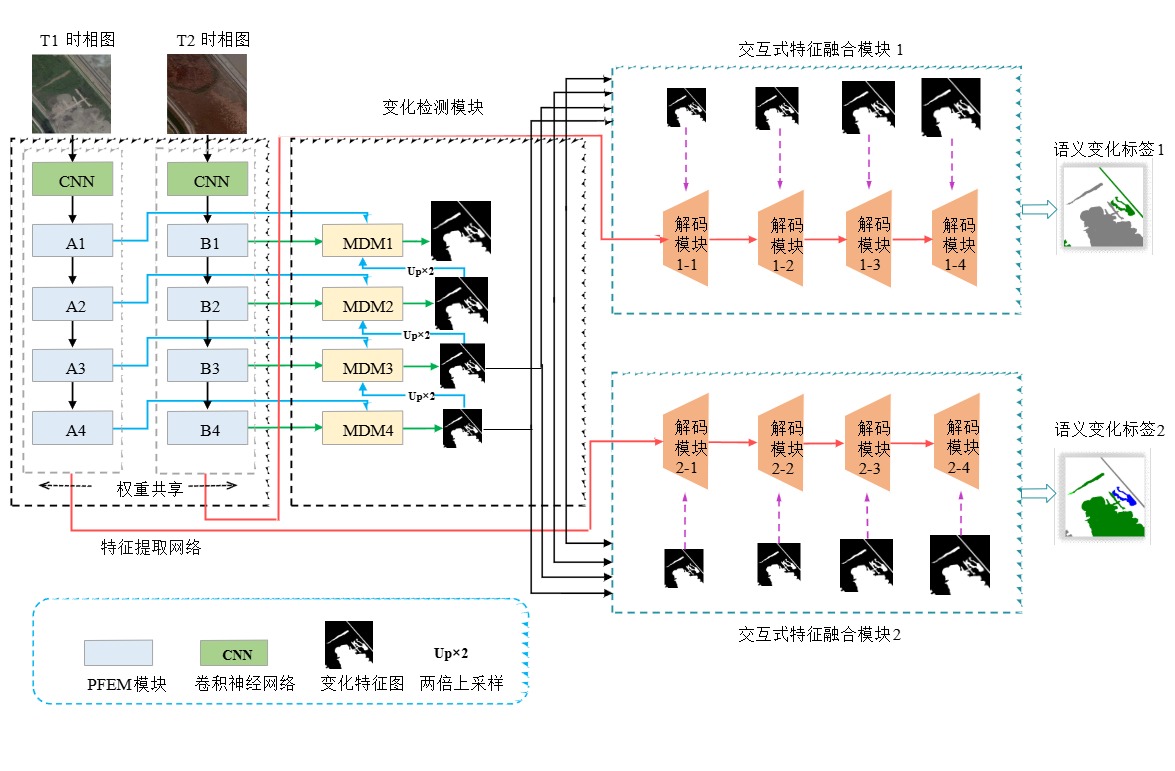 T1 时相图
T2 时相图
变化检测模块
交互式特征融合模块 1
CNN
CNN
A1
B1
MDM1
Up×2
A2
B2
MDM2
Up×2
A3
B3
MDM3
Up×2
A4
B4
MDM4
权重共享
特征提取网络
解码
模块
1-1
解码
模块
1-2
解码
模块
1-3
解码
模块
1-4
语义变化标签1
解码
模块
2-1
解码
模块
2-2
解码
模块
2-3
解码
模块
2-4
语义变化标签2
交互式特征融合模块2
CNN
Up×2
PFEM模块
卷积神经网络
变化特征图
两倍上采样